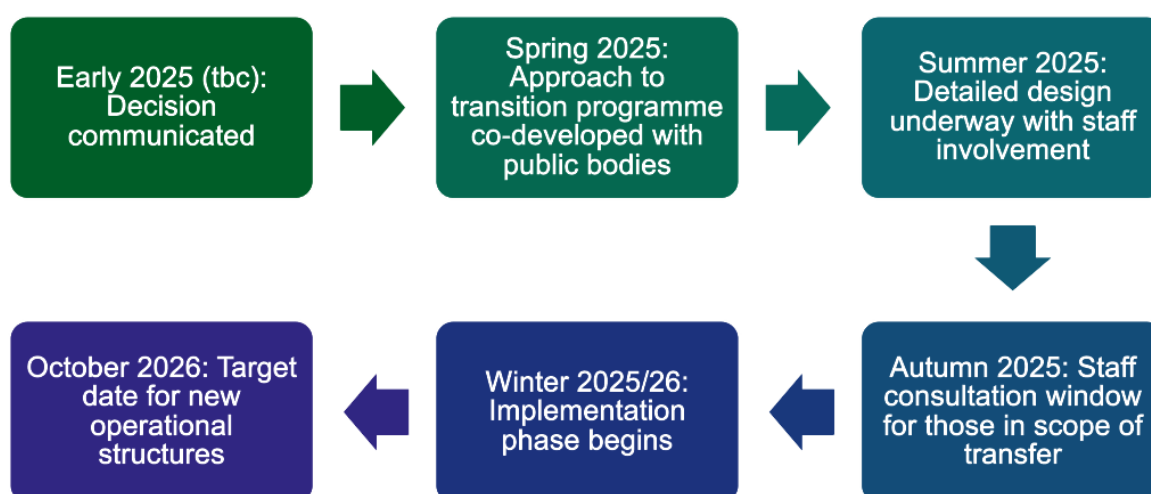 Early 2025 (tbc):
Decision
communicated
Spring 2025:
Approach to
transition programme
co-developed with
public bodies
Summer 2025:
Detailed design
underway with staff
involvement
Autumn 2025: Staff
consultation window
for those in scope of
transfer
Winter 2025/26:
Implementation
phase begins
October 2026: Target
date for new
operational
structures